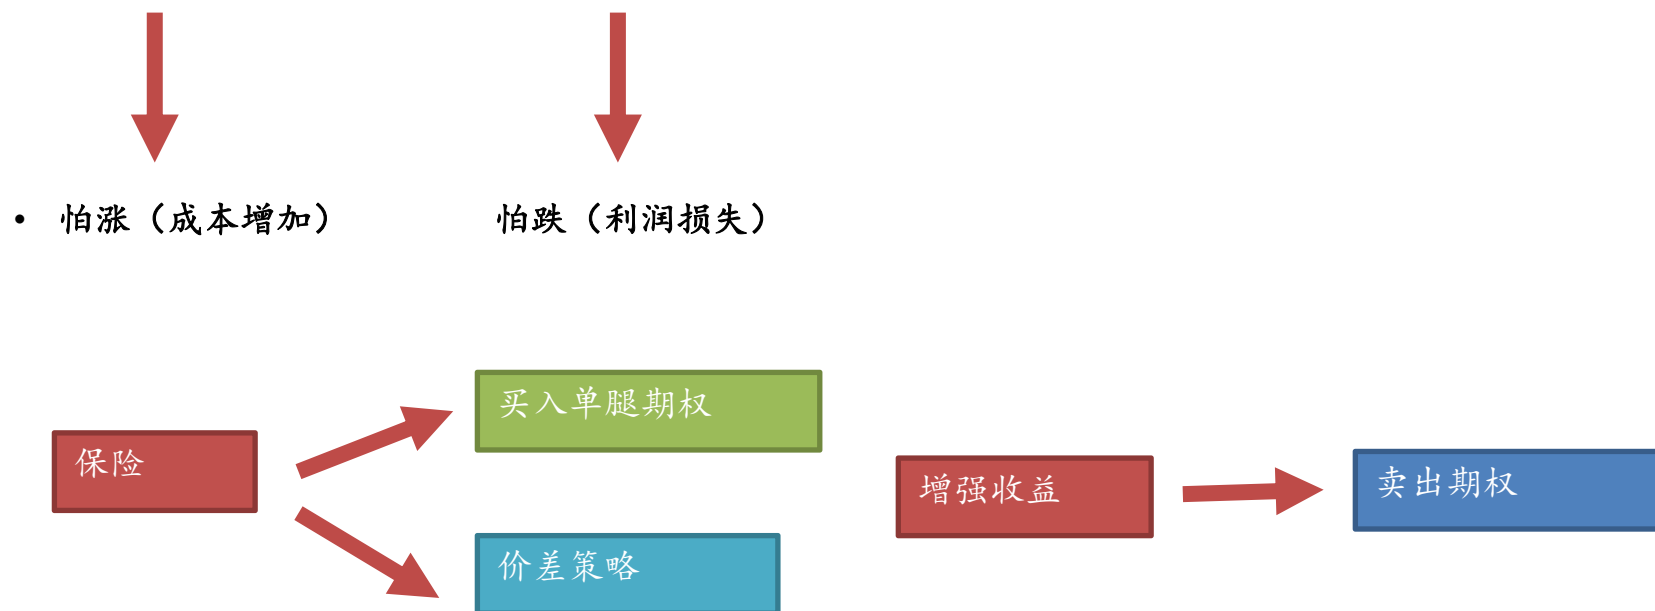 • 怕涨（成本增加） 怕跌（利润损失）
买入单腿期权
保险
增强收益
卖出期权
价差策略